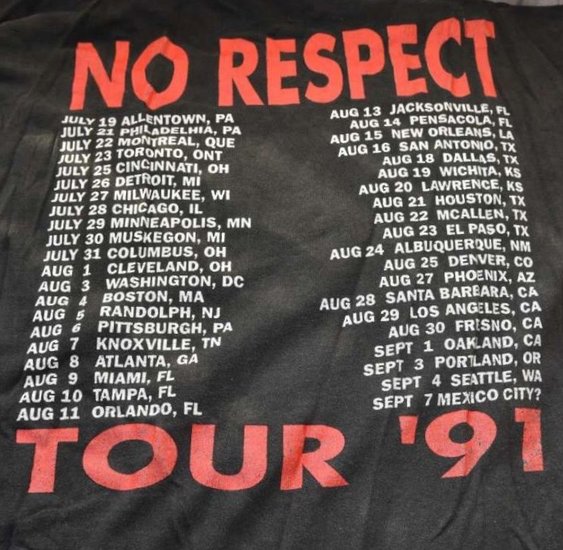 NO RESPECT
JULY 19 ALLENTOWN, PA
JULY 21 PHILADELHIA, PA
JULY 22 MONTREAL, QUE
JULY 23 TORONTO, ONT
JULY 25 CINCINNATI, OH
JULY 26 DETROIT, MI
JULY 27 MILWAUKEE, WI
JULY 28 CHICAGO, IL
JULY 29 MINNEAPOLIS, MN
JULY 30 MUSKEGON, MI
JULY 31 COLUMBUS, OH
AUG 1 CLEVELAND, OH
AUG 3 WASHINGTON, DC
AUG 4 BOSTON, MA
AUG 5 RANDOLPH, NJ
AUG 6 PITTSBURGH, PA
AUG 7 KNOXVILLE, TN
AUG 8 ATLANTA, GA
AUG 9 MIAMI, FL
AUG 10 TAMPA, FL
AUG 11 ORLANDO, FL
AUG 13 JACKSONVILLE, FL
AUG 14 PENSACOLA, FL
AUG 15 NEW ORLEANS, LA
AUG 16 SAN ANTONIO, TX
AUG 18 DALLAS, TX
AUG 19 WICHITA, KS
AUG 20 LAWRENCE, KS
AUG 21 HOUSTON, TX
AUG 22 MCALLEN, TX
AUG 23 EL PASO, TX
AUG 24 ALBUQUERQUE, NM
AUG 25 DENVER, CO
AUG 27 PHOENIX, AZ
AUG 28 SANTA BARBARA, CA
AUG 29 LOS ANGELES, CA
AUG 30 FRESNO, CA
SEPT 1 OAKLAND, CA
SEPT 3 PORTLAND, OR
SEPT 4 SEATTLE, WA
SEPT 7 MEXICO CITY?
TOUR '91